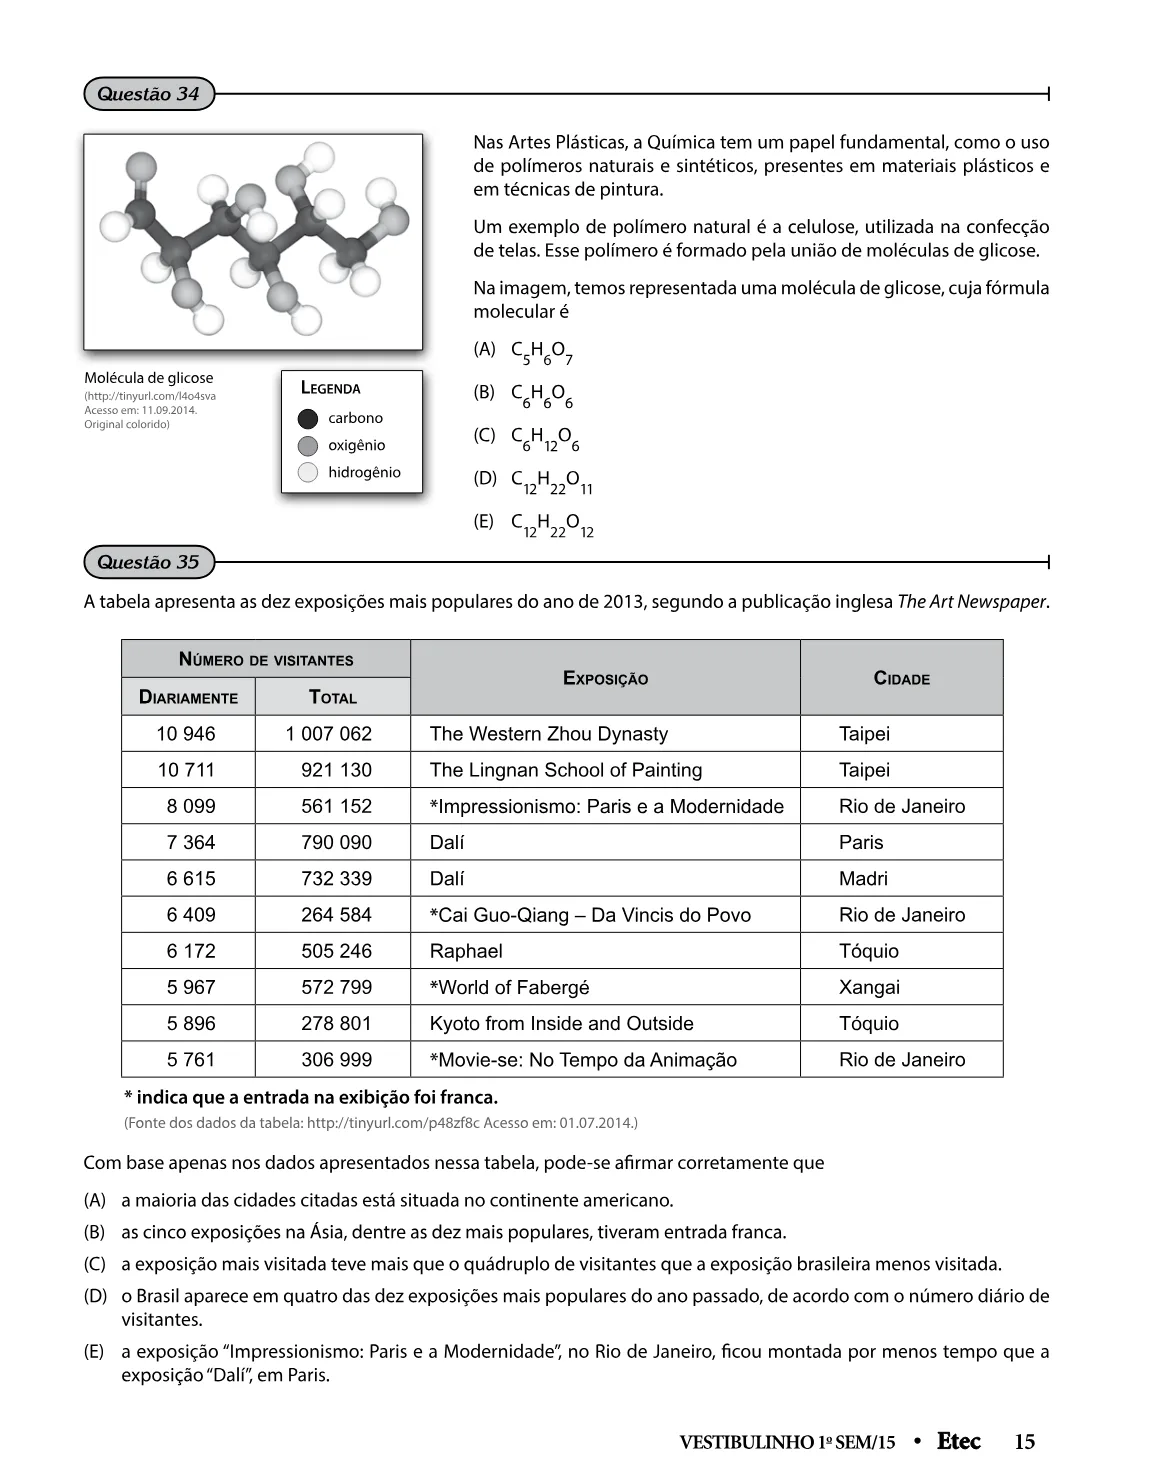 Questão 34
Nas Artes Plásticas, a Química tem um papel fundamental, como o uso
de polímeros naturais e sintéticos, presentes em materiais plásticos e
em técnicas de pintura.
Um exemplo de polímero natural é a celulose, utilizada na confecção
de telas. Esse polímero é formado pela união de moléculas de glicose.
Na imagem, temos representada uma molécula de glicose, cuja fórmula
molecular é
(A) C5H6O7
(B) C6H6O6
(C) C6H12O6
(D) C12H22O11
(E) C12H22O12
Molécula de glicose
(http://tinyurl.com/l4o4sva
Acesso em: 11.09.2014.
Original colorido)
LEGENDA
carbono
oxigênio
hidrogênio
Questão 35
A tabela apresenta as dez exposições mais populares do ano de 2013, segundo a publicação inglesa The Art Newspaper.
NÚMERO DE VISITANTES EXPOSIÇÃO CIDADE
DIARIAMENTE TOTAL
10 946 1 007 062 The Western Zhou Dynasty Taipei
10 711 921 130 The Lingnan School of Painting Taipei
8 099 561 152 *Impressionismo: Paris e a Modernidade Rio de Janeiro
7 364 790 090 Dalí Paris
6 615 732 339 Dalí Madri
6 409 264 584 *Cai Guo-Qiang – Da Vincis do Povo Rio de Janeiro
6 172 505 246 Raphael Tóquio
5 967 572 799 *World of Fabergé Xangai
5 896 278 801 Kyoto from Inside and Outside Tóquio
5 761 306 999 *Movie-se: No Tempo da Animação Rio de Janeiro
* indica que a entrada na exibição foi franca.
(Fonte dos dados da tabela: http://tinyurl.com/p48zf8c Acesso em: 01.07.2014.)
Com base apenas nos dados apresentados nessa tabela, pode-se afirmar corretamente que
(A) a maioria das cidades citadas está situada no continente americano.
(B) as cinco exposições na Ásia, dentre as dez mais populares, tiveram entrada franca.
(C) a exposição mais visitada teve mais que o quádruplo de visitantes que a exposição brasileira menos visitada.
(D) o Brasil aparece em quatro das dez exposições mais populares do ano passado, de acordo com o número diário de
visitantes.
(E) a exposição “Impressionismo: Paris e a Modernidade”, no Rio de Janeiro, ficou montada por menos tempo que a
exposição “Dalí”, em Paris.
VESTIBULINHO 1º SEM/15 • Etec 15